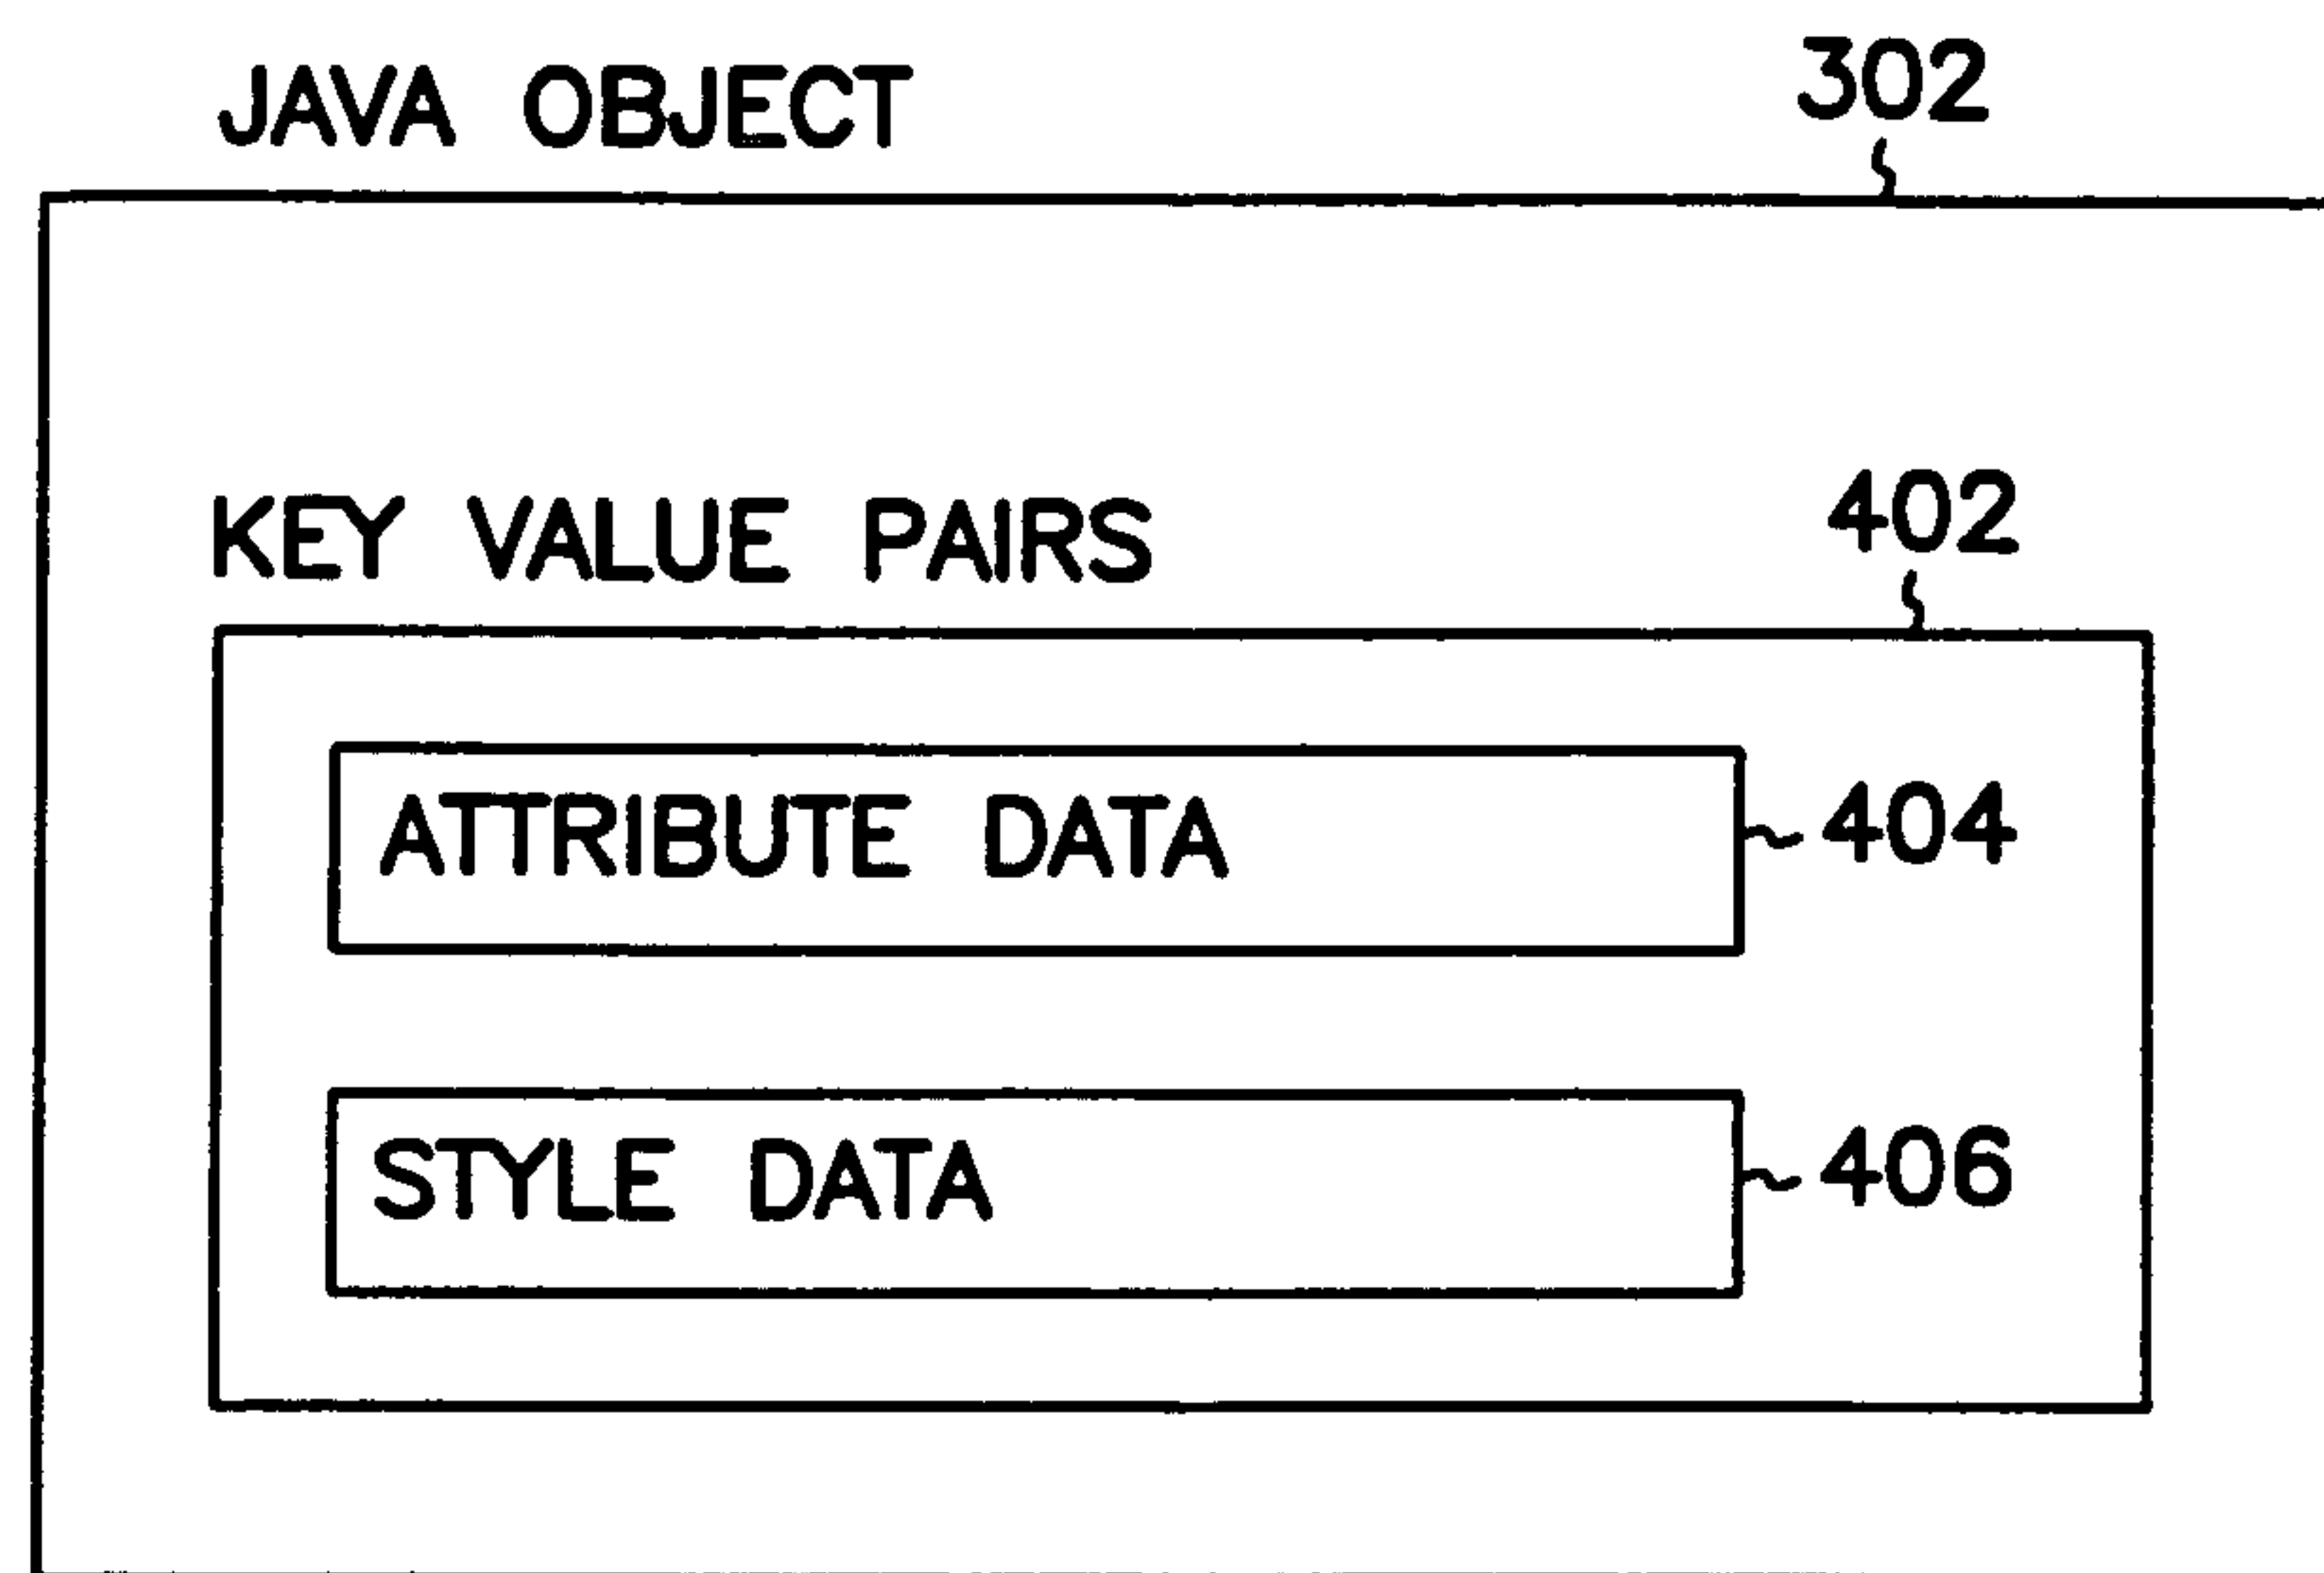 JAVA OBJECT 302
KEY VALUE PAIRS 402
ATTRIBUTE DATA 404
STYLE DATA 406